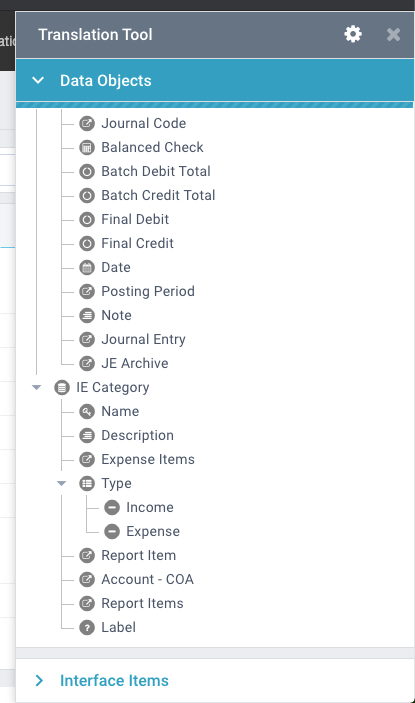 Translation Tool
Data Objects
Journal Code
Balanced Check
Batch Debit Total
Batch Credit Total
Final Debit
Final Credit
Date
Posting Period
Note
Journal Entry
JE Archive
IE Category
Name
Description
Expense Items
Type
Income
Expense
Report Item
Account - COA
Report Items
Label
Interface Items